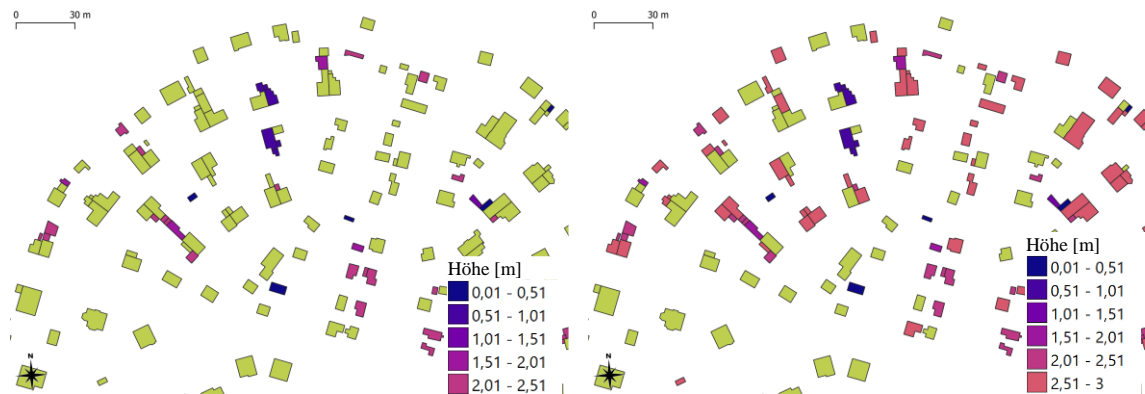 0 30 m
N
Höhe [m]
0,01 - 0,51
0,51 - 1,01
1,01 - 1,51
1,51 - 2,01
2,01 - 2,51
0 30 m
N
Höhe [m]
0,01 - 0,51
0,51 - 1,01
1,01 - 1,51
1,51 - 2,01
2,01 - 2,51
2,51 - 3